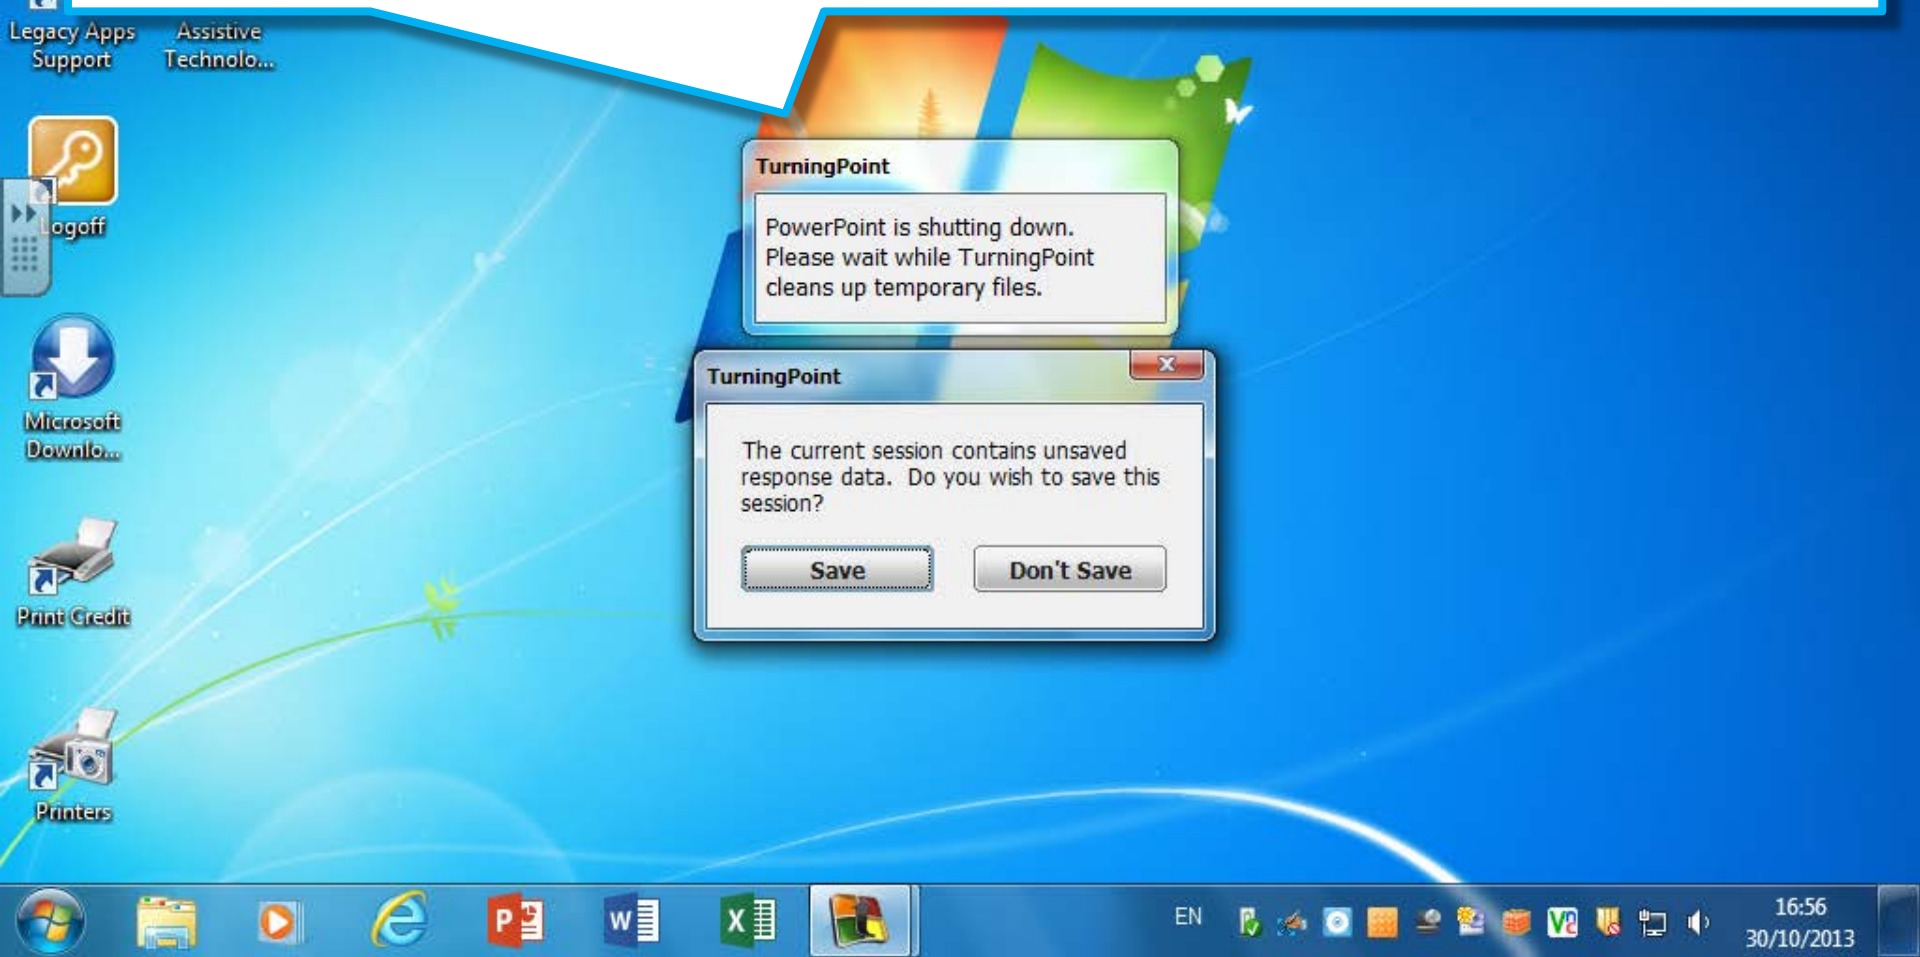 Legacy Apps
Support
Assistive
Technolo...
Logoff
Microsoft
Downlo...
Print Credit
Printers
TurningPoint
PowerPoint is shutting down.
Please wait while TurningPoint
cleans up temporary files.
TurningPoint
X
The current session contains unsaved
response data. Do you wish to save this
session?
Save
Don't Save
EN
16:56
30/10/2013